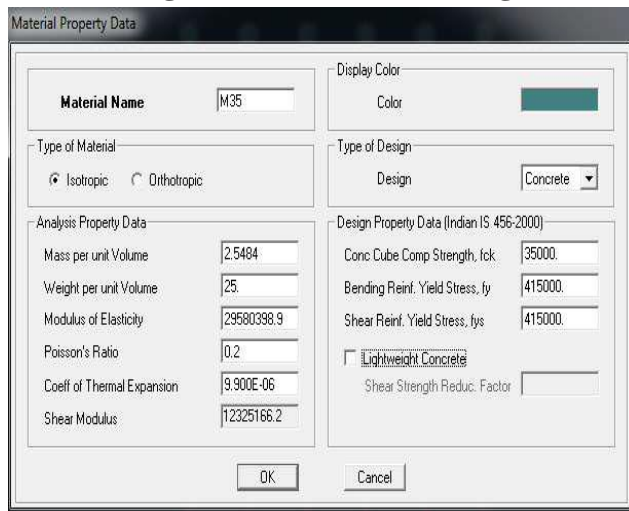 Material Property Data
Material Name M35
Display Color
Color
Type of Material
Isotropic Orthotropic
Type of Design
Design Concrete
Analysis Property Data
Mass per unit Volume 2.5484
Weight per unit Volume 25.
Modulus of Elasticity 29580398.9
Poisson's Ratio 0.2
Coeff of Thermal Expansion 9.900E-06
Shear Modulus 12325166.2
Design Property Data (Indian IS 456-2000)
Conc Cube Comp Strength, fck 35000.
Bending Reinf. Yield Stress, fy 415000.
Shear Reinf. Yield Stress, fys 415000.
Lightweight Concrete
Shear Strength Reduc. Factor
OK Cancel